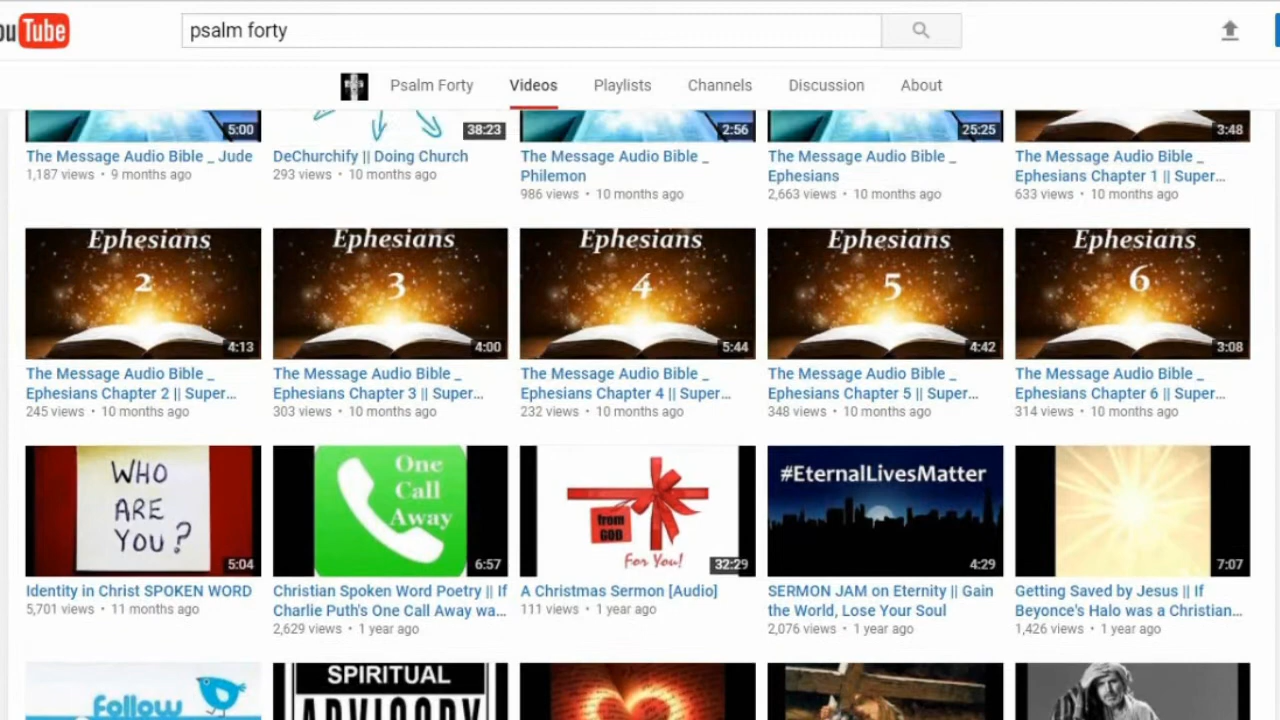 ouTube
psalm forty
Psalm Forty Videos Playlists Channels Discussion About
5:00
38:23
2:56
25:25
3:48
The Message Audio Bible _ Jude
1,187 views • 9 months ago
DeChurchify || Doing Church
293 views • 10 months ago
The Message Audio Bible _
Philemon
986 views • 10 months ago
The Message Audio Bible _
Ephesians
2,663 views • 10 months ago
The Message Audio Bible _
Ephesians Chapter 1 || Super...
633 views • 10 months ago
Ephesians
2
4:13
Ephesians
3
4:00
Ephesians
4
5:44
Ephesians
5
4:42
Ephesians
6
3:08
The Message Audio Bible _
Ephesians Chapter 2 || Super...
245 views • 10 months ago
The Message Audio Bible _
Ephesians Chapter 3 || Super...
303 views • 10 months ago
The Message Audio Bible _
Ephesians Chapter 4 || Super...
232 views • 10 months ago
The Message Audio Bible _
Ephesians Chapter 5 || Super...
348 views • 10 months ago
The Message Audio Bible _
Ephesians Chapter 6 || Super...
314 views • 10 months ago
WHO
ARE
YOU?
5:04
One
Call
Away
6:57
from
GOD
For You!
32:29
#EternalLivesMatter
4:29
7:07
Identity in Christ SPOKEN WORD
5,701 views • 11 months ago
Christian Spoken Word Poetry || If
Charlie Puth's One Call Away wa...
2,629 views • 1 year ago
A Christmas Sermon [Audio]
111 views • 1 year ago
SERMON JAM on Eternity || Gain
the World, Lose Your Soul
2,076 views • 1 year ago
Getting Saved by Jesus || If
Beyonce's Halo was a Christian...
1,426 views • 1 year ago
Follow
SPIRITUAL
ADVISORY